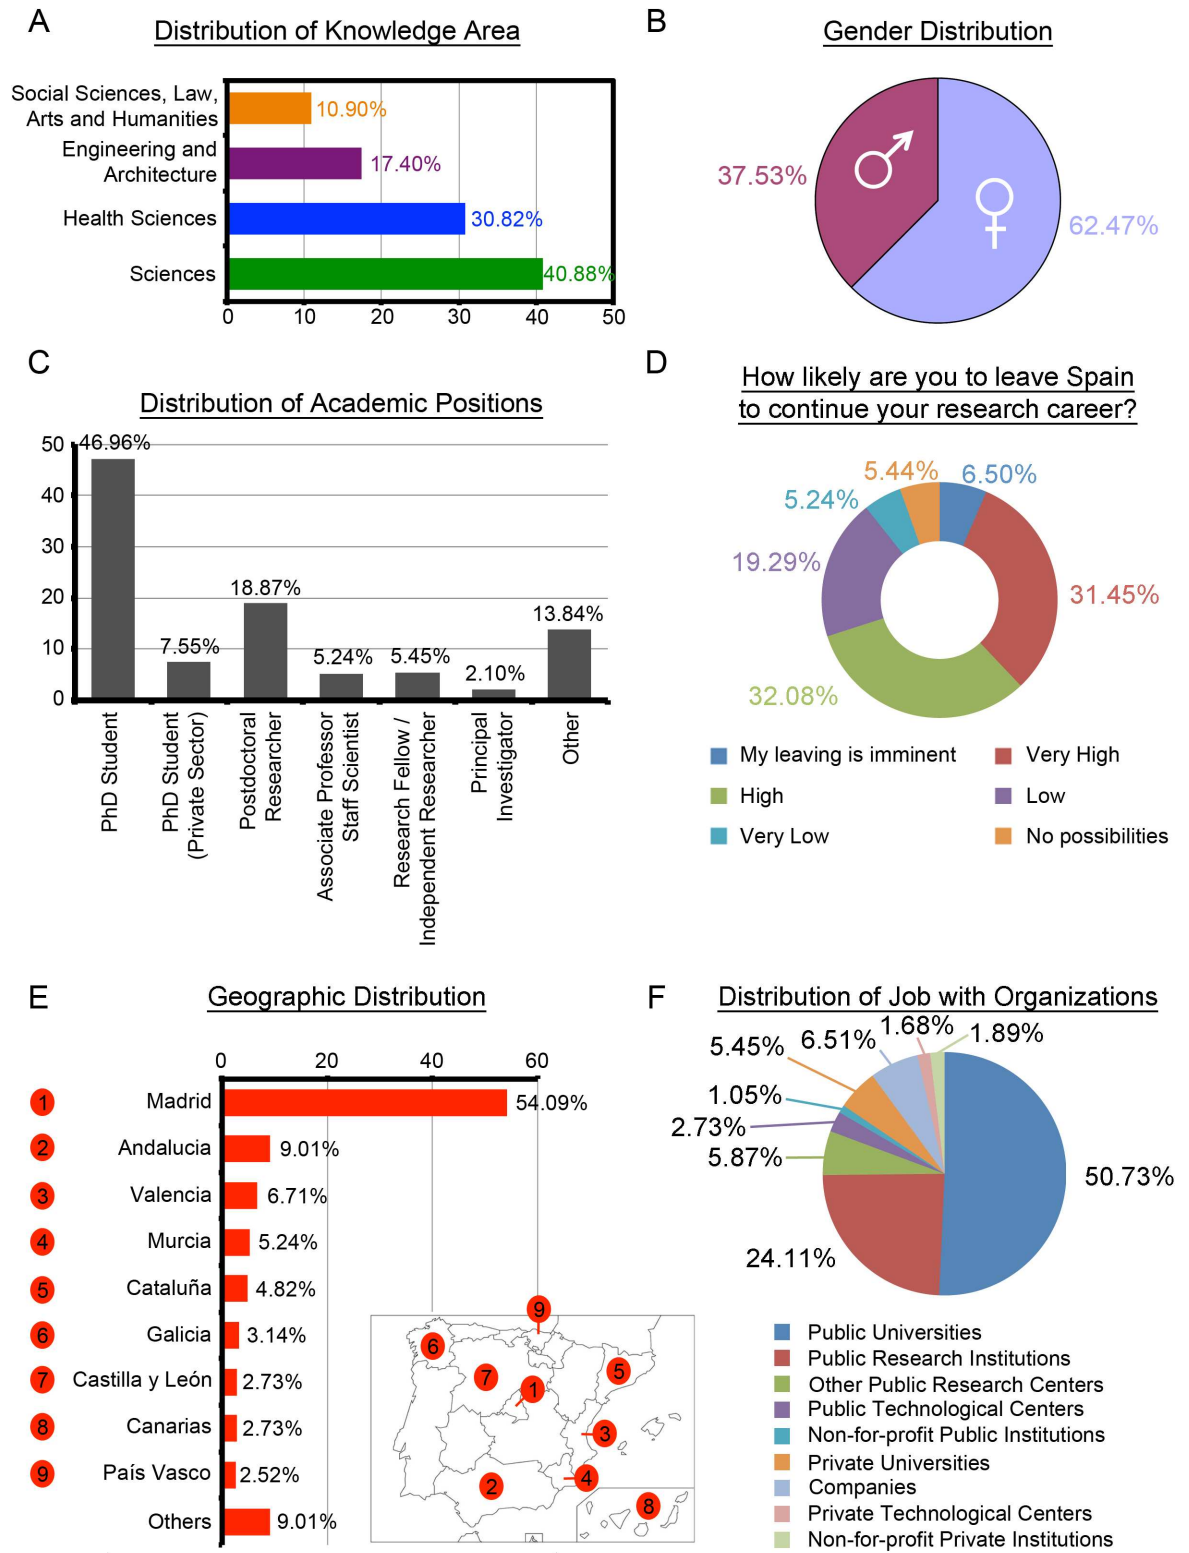 A
Distribution of Knowledge Area
Social Sciences, Law,
Arts and Humanities
10.90%
Engineering and
Architecture
17.40%
Health Sciences
30.82%
Sciences
40.88%
0 10 20 30 40 50
B
Gender Distribution
37.53%
62.47%
C
Distribution of Academic Positions
50
40
30
20
10
0
46.96%
7.55%
18.87%
5.24%
5.45%
2.10%
13.84%
PhD Student
PhD Student
(Private Sector)
Postdoctoral
Researcher
Associate Professor
Staff Scientist
Research Fellow /
Independent Researcher
Principal
Investigator
Other
D
How likely are you to leave Spain
to continue your research career?
5.44%
6.50%
5.24%
19.29%
31.45%
32.08%
My leaving is imminent
Very High
High
Low
Very Low
No possibilities
E
Geographic Distribution
0 20 40 60
1 Madrid 54.09%
2 Andalucia 9.01%
3 Valencia 6.71%
4 Murcia 5.24%
5 Cataluña 4.82%
6 Galicia 3.14%
7 Castilla y León 2.73%
8 Canarias 2.73%
9 País Vasco 2.52%
Others 9.01%
9
6
5
7
1
3
4
2
8
F
Distribution of Job with Organizations
1.68%
1.89%
6.51%
5.45%
1.05%
2.73%
5.87%
50.73%
24.11%
Public Universities
Public Research Institutions
Other Public Research Centers
Public Technological Centers
Non-for-profit Public Institutions
Private Universities
Companies
Private Technological Centers
Non-for-profit Private Institutions